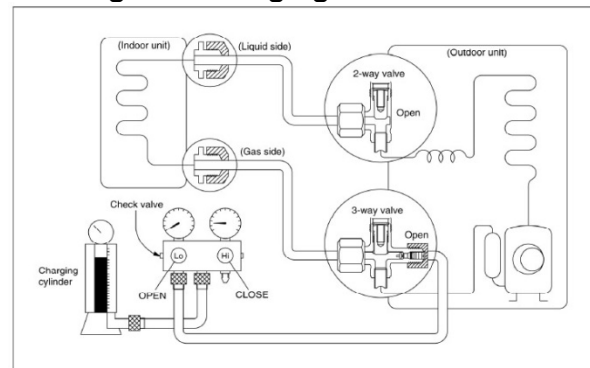 (Indoor unit)
(Liquid side)
(Outdoor unit)
2-way valve
Open
(Gas side)
3-way valve
Open
Check valve
Lo
Hi
Charging
cylinder
OPEN
CLOSE